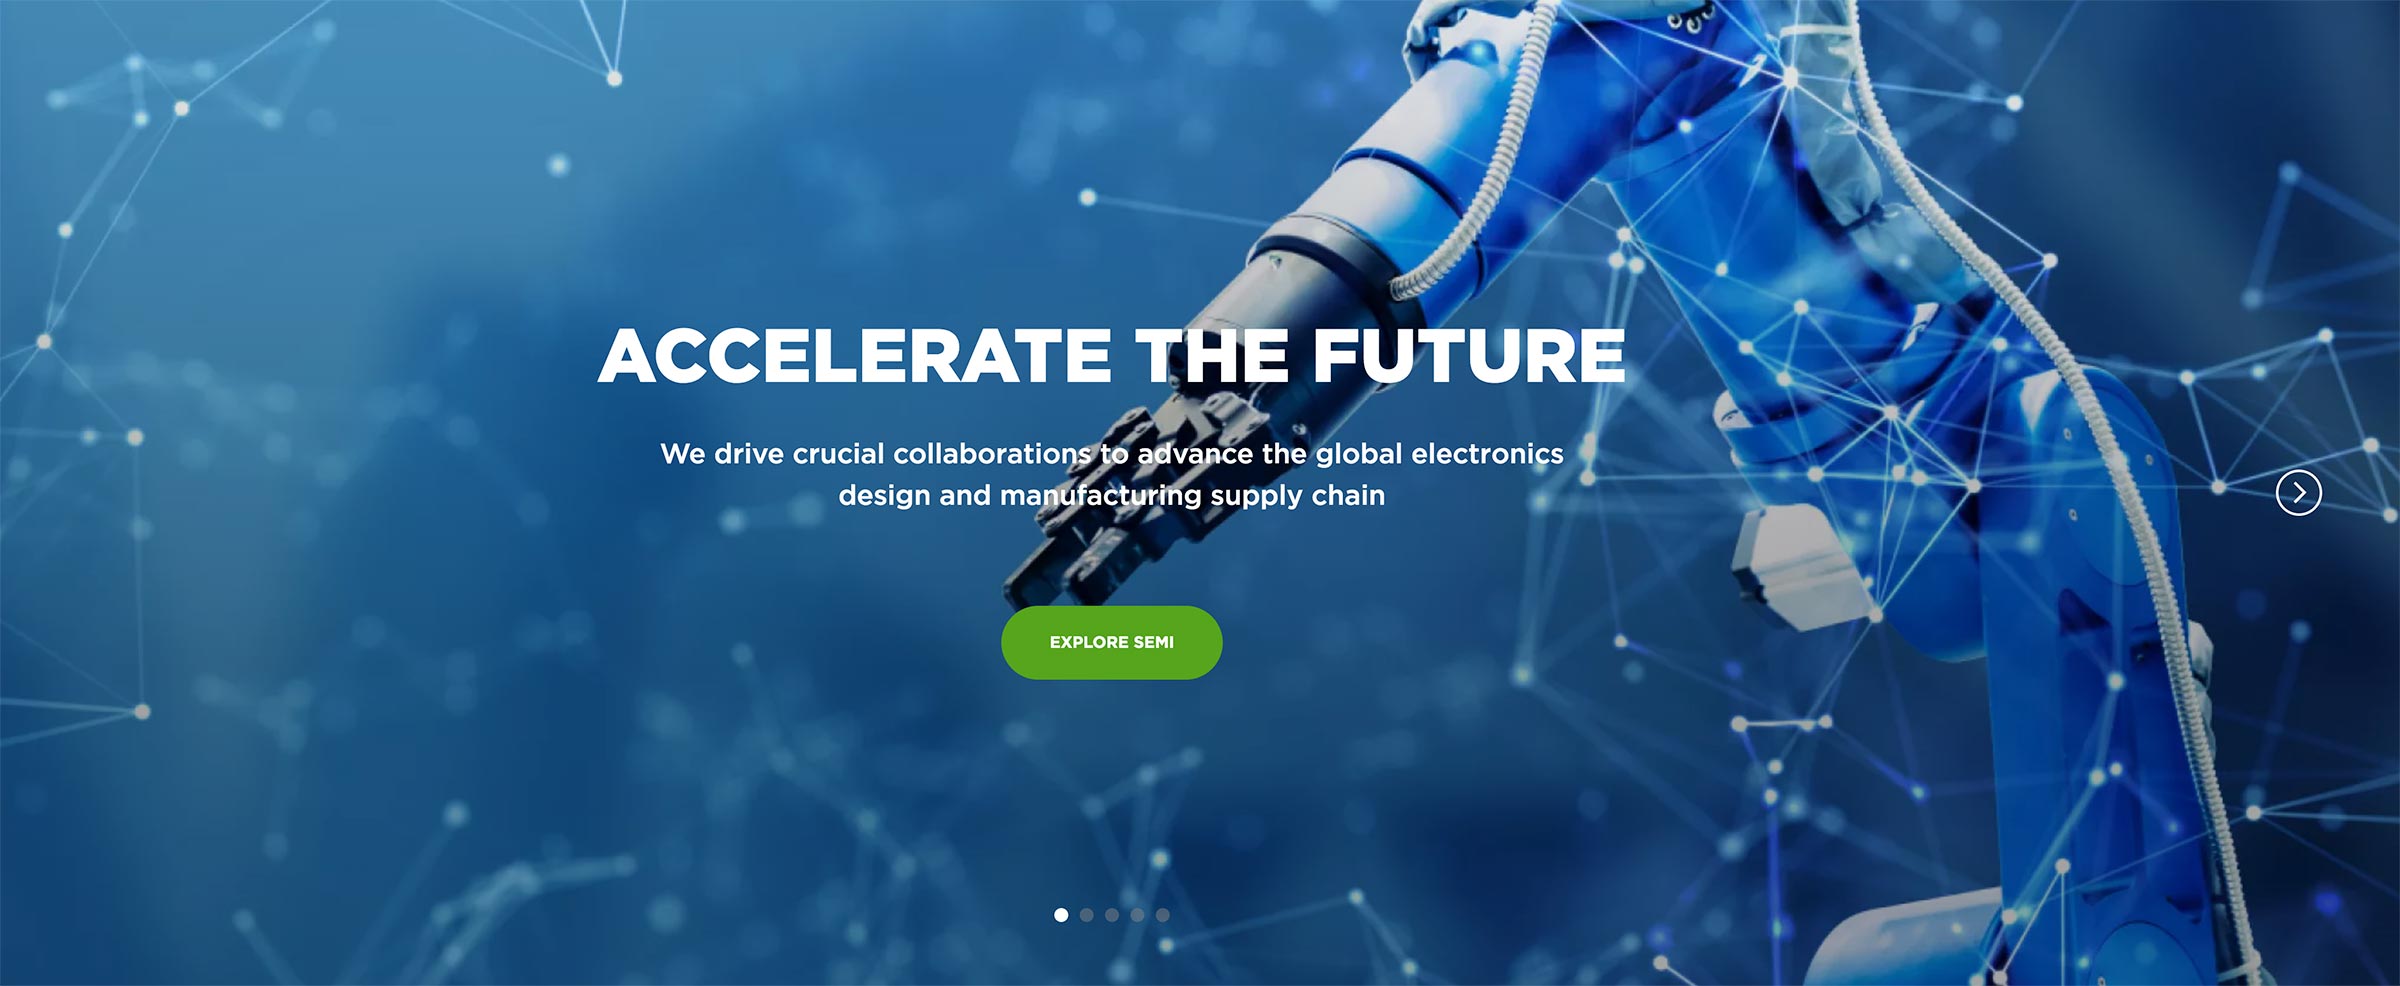 ACCELERATE THE FUTURE
We drive crucial collaborations to advance the global electronics
design and manufacturing supply chain
EXPLORE SEMI